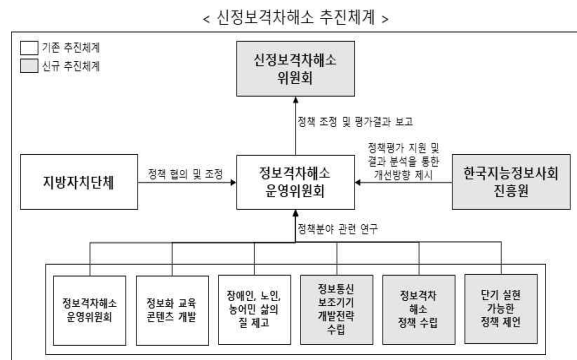 < 신정보격차해소 추진체계 >
기존 추진체계
신규 추진체계
신정보격차해소
위원회
정책 조정 및 평가결과 보고
지방자치단체
정책 협의 및 조정
정보격차해소
운영위원회
정책평가 지원 및
결과 분석을 통한
개선방향 제시
한국지능정보사회
진흥원
정책분야 관련 연구
정보격차해소
운영위원회
정보화 교육
콘텐츠 개발
장애인, 노인,
농어민 삶의
질 제고
정보통신
보조기기
개발전략
수립
정보격차
해소
정책 수립
단기 실현
가능한
정책 제언